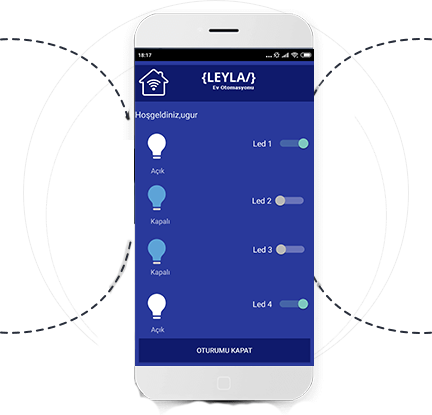 18:17
{LEYLA/}
Ev Otomasyonu
Hoşgeldiniz,ugur
Led 1
Açık
Led 2
Kapalı
Led 3
Kapalı
Led 4
Açık
OTURUMU KAPAT